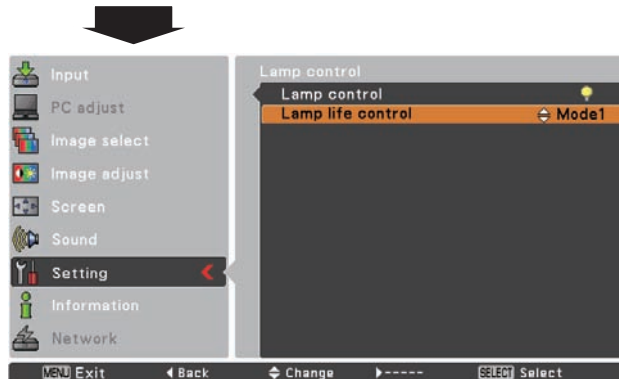 Input
PC adjust
Image select
Image adjust
Screen
Sound
Setting
Information
Network
Lamp control
Lamp control
Lamp life control Mode1
MENU Exit Back Change ----- SELECT Select